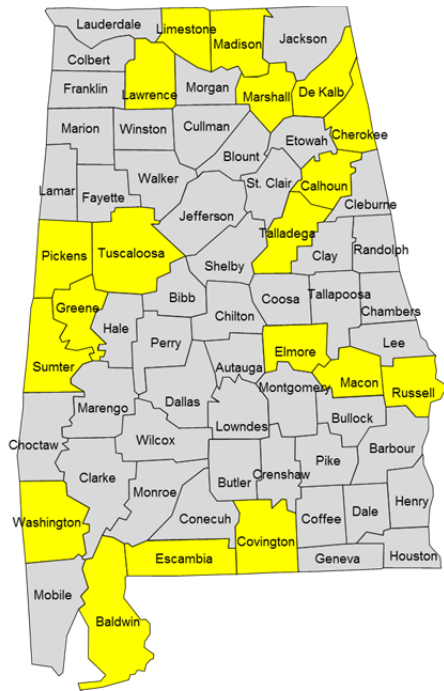 Lauderdale
Limestone
Madison
Jackson
Colbert
Franklin
Lawrence
Morgan
Marshall
De Kalb
Cherokee
Marion
Winston
Cullman
Blount
Etowah
Calhoun
Lamar
Fayette
Walker
Jefferson
St. Clair
Cleburne
Talladega
Pickens
Tuscaloosa
Shelby
Clay
Randolph
Greene
Bibb
Hale
Perry
Chilton
Coosa
Tallapoosa
Chambers
Sumter
Lee
Elmore
Autauga
Macon
Russell
Montgomery
Marengo
Dallas
Lowndes
Bullock
Choctaw
Wilcox
Barbour
Clarke
Monroe
Butler
Crenshaw
Pike
Henry
Washington
Conecuh
Coffee
Dale
Escambia
Covington
Geneva
Houston
Mobile
Baldwin